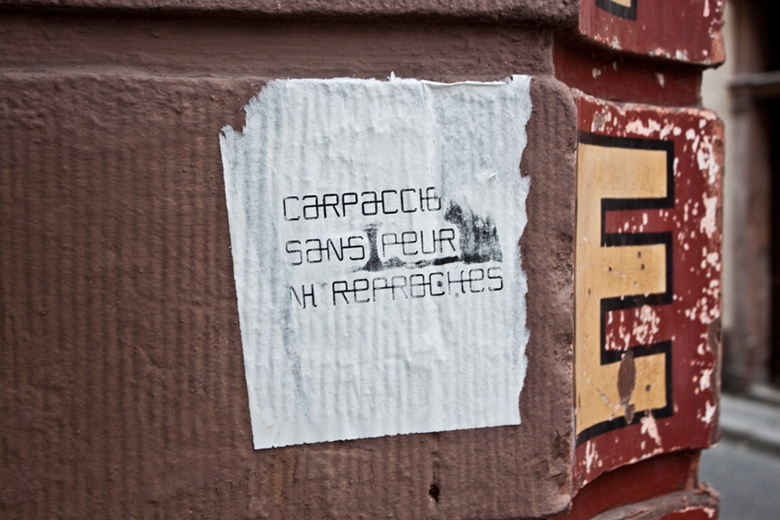 CARPACCIO
SANS PEUR
NI REPROCHES
E